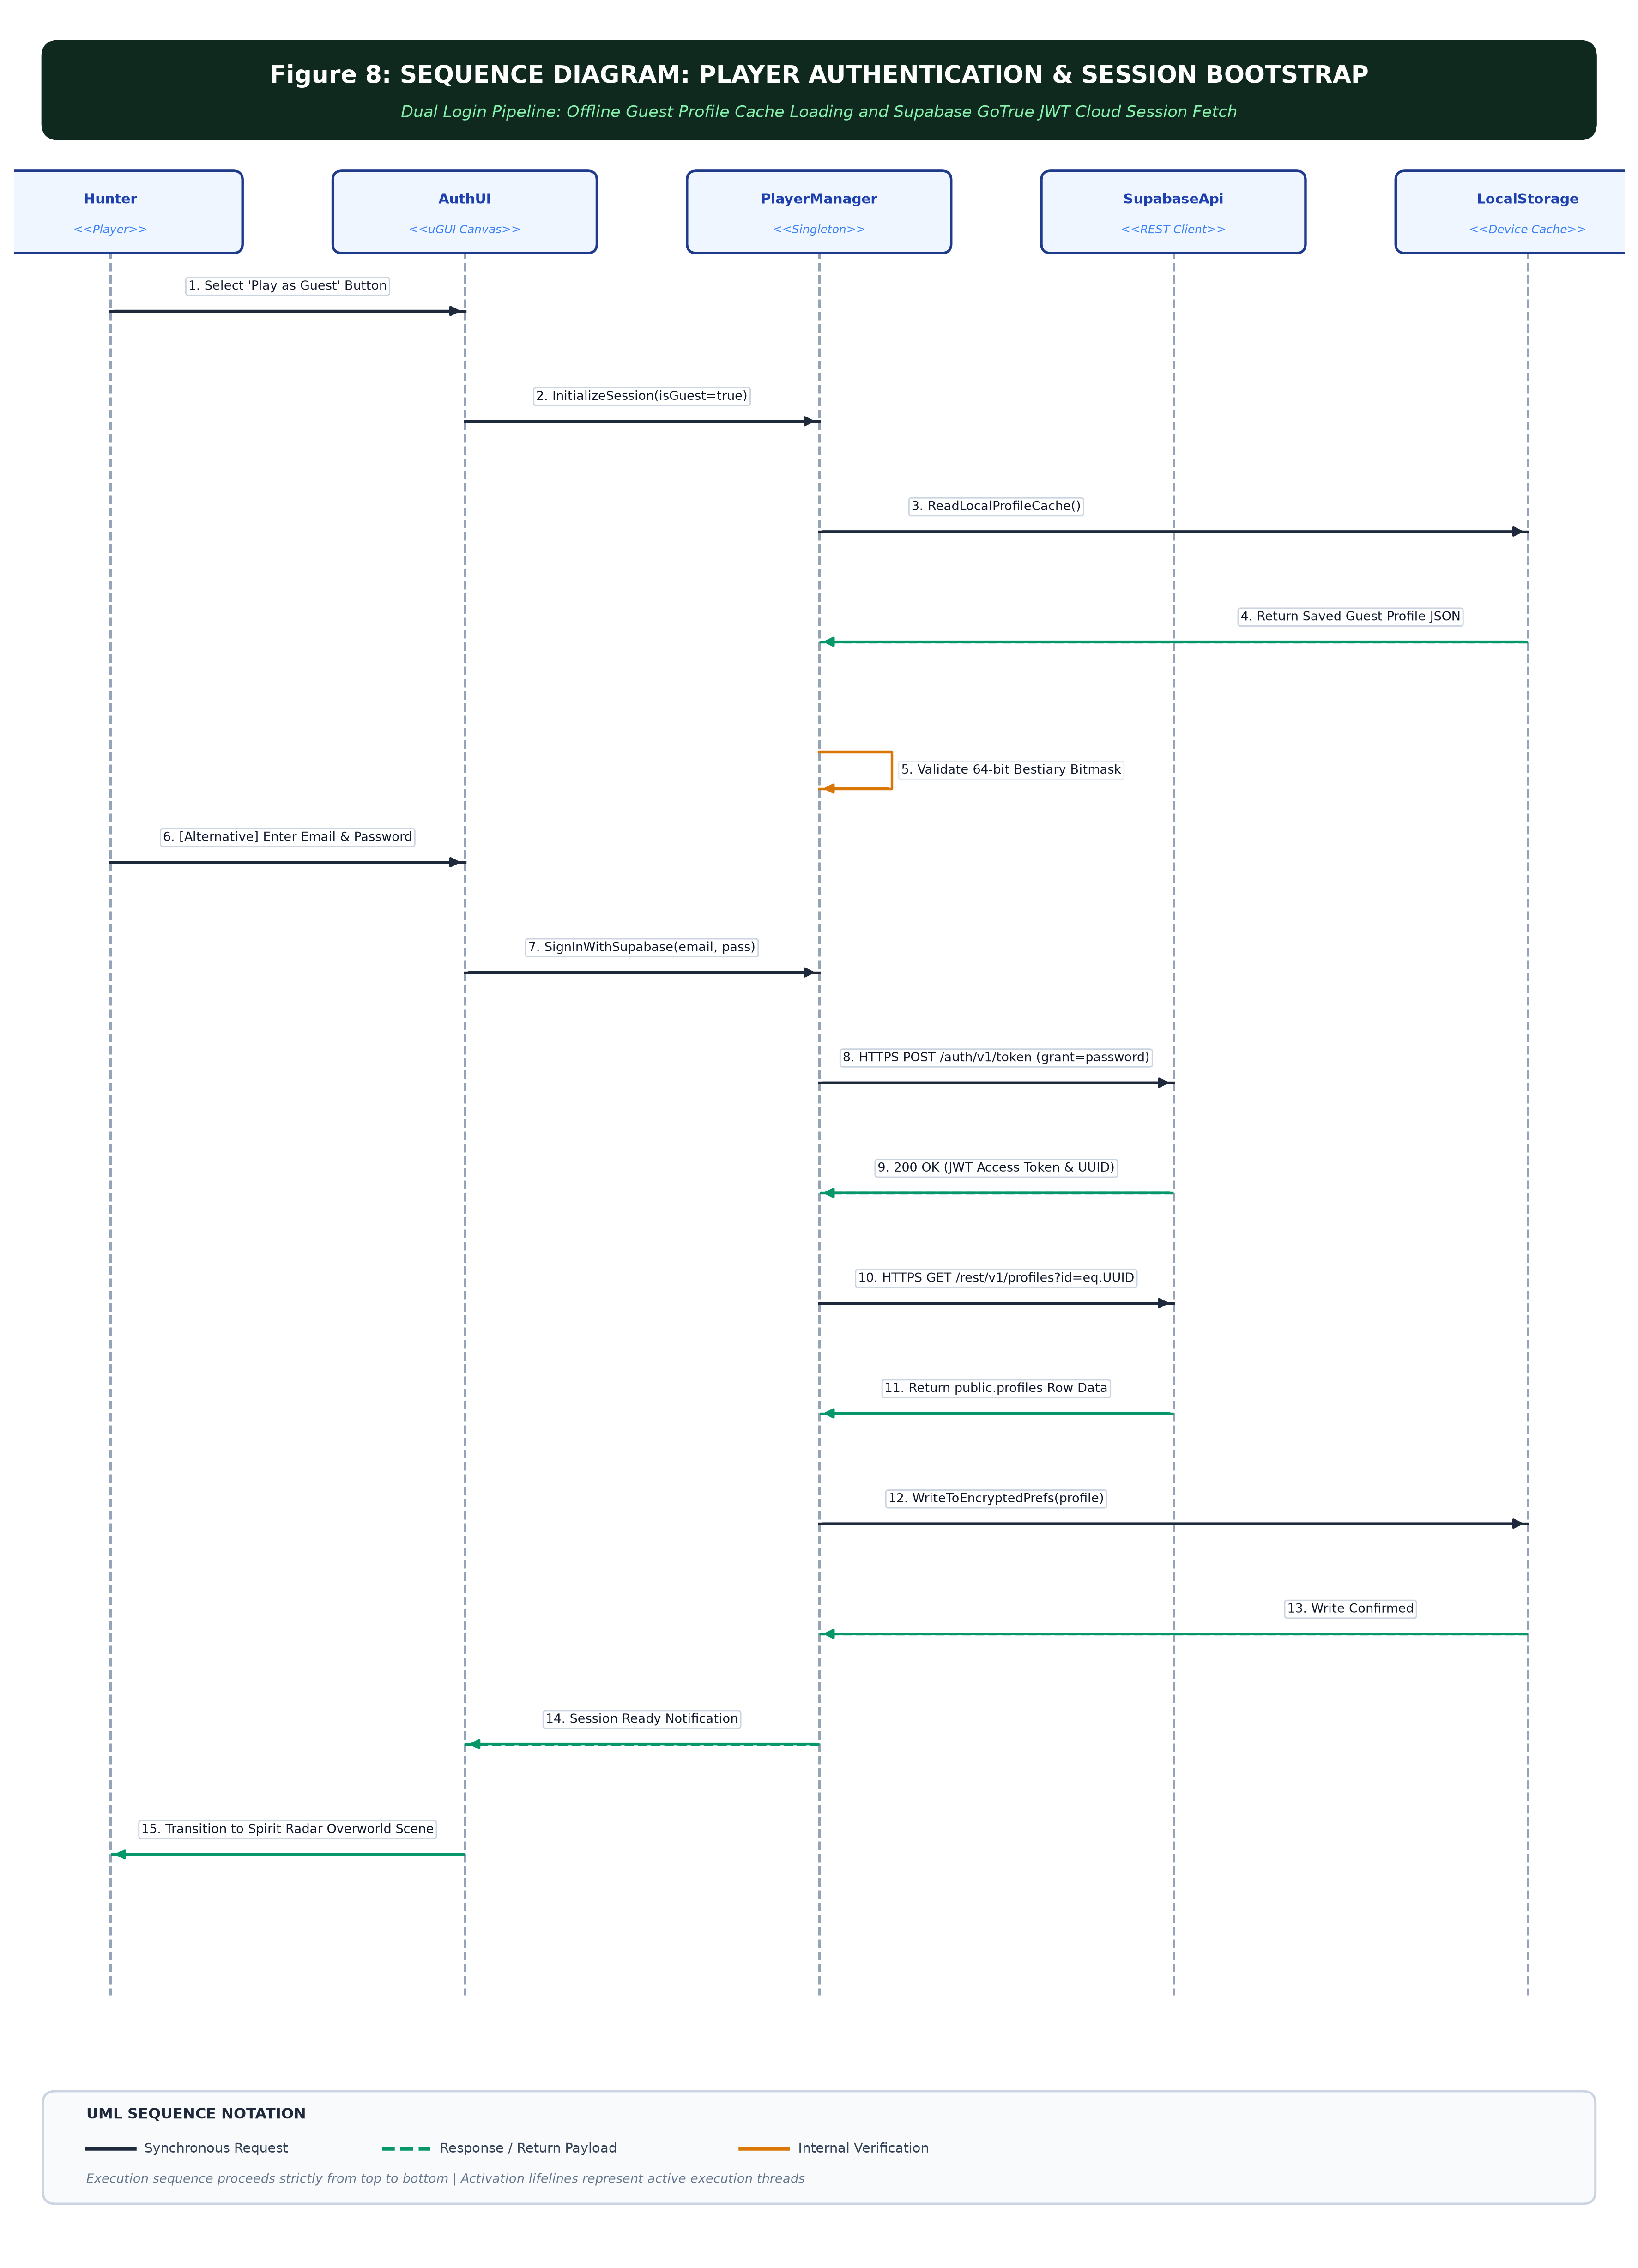 Figure 8: SEQUENCE DIAGRAM: PLAYER AUTHENTICATION & SESSION BOOTSTRAP
Dual Login Pipeline: Offline Guest Profile Cache Loading and Supabase GoTrue JWT Cloud Session Fetch
Hunter
<<Player>>
AuthUI
<<uGUI Canvas>>
PlayerManager
<<Singleton>>
SupabaseApi
<<REST Client>>
LocalStorage
<<Device Cache>>
1. Select 'Play as Guest' Button
2. InitializeSession(isGuest=true)
3. ReadLocalProfileCache()
4. Return Saved Guest Profile JSON
5. Validate 64-bit Bestiary Bitmask
6. [Alternative] Enter Email & Password
7. SignInWithSupabase(email, pass)
8. HTTPS POST /auth/v1/token (grant=password)
9. 200 OK (JWT Access Token & UUID)
10. HTTPS GET /rest/v1/profiles?id=eq.UUID
11. Return public.profiles Row Data
12. WriteToEncryptedPrefs(profile)
13. Write Confirmed
14. Session Ready Notification
15. Transition to Spirit Radar Overworld Scene
UML SEQUENCE NOTATION
Synchronous Request
Response / Return Payload
Internal Verification
Execution sequence proceeds strictly from top to bottom | Activation lifelines represent active execution threads